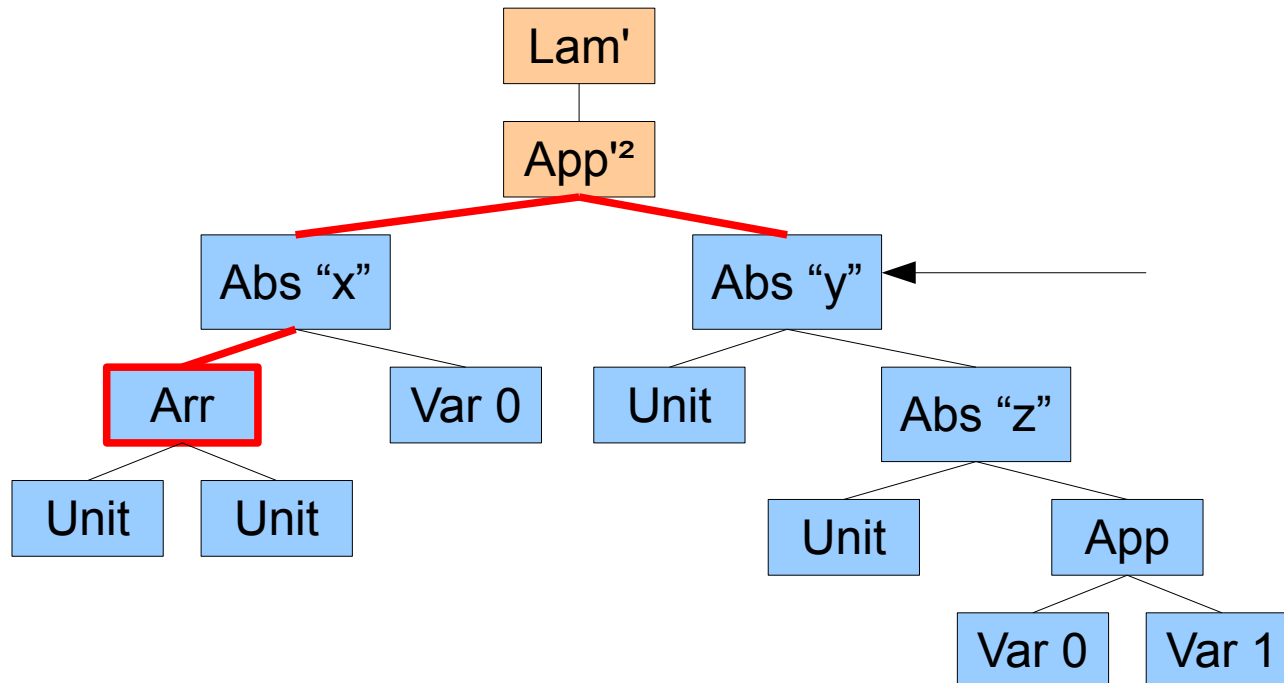 Lam'
App'²
Abs “x”
Abs “y”
Arr
Var 0
Unit
Abs “z”
Unit
Unit
Unit
App
Var 0
Var 1